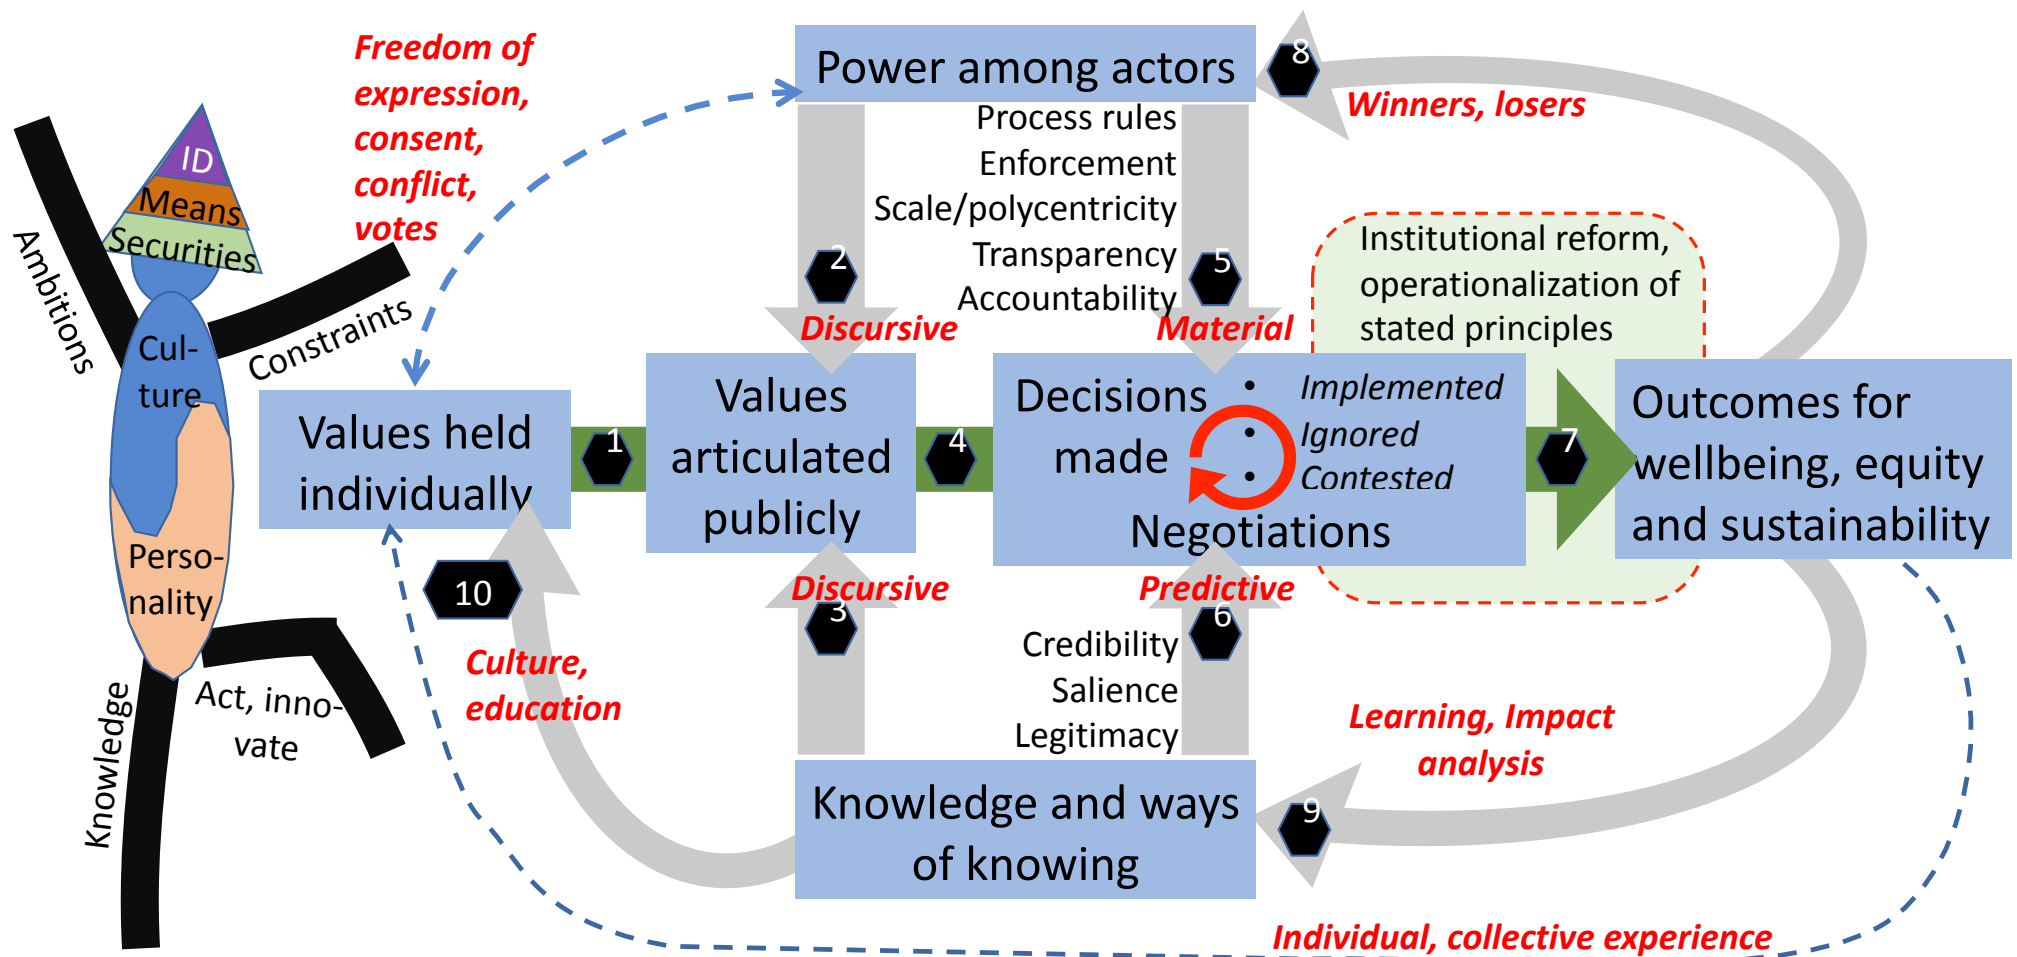 Freedom of
expression,
consent,
conflict,
votes
Power among actors
8
Winners, losers
ID
Means
Securities
Ambitions
Constraints
Cul-
ture
Perso-
nality
Knowledge
Act, inno-
vate
Process rules
Enforcement
Scale/polycentricity
Transparency
Accountability
2
5
Discursive
Material
Institutional reform,
operationalization of
stated principles
Values held
individually
1
Values
articulated
publicly
4
Decisions
made
• Implemented
• Ignored
• Contested
Negotiations
7
Outcomes for
wellbeing, equity
and sustainability
10
Culture,
education
Discursive
3
Predictive
6
Credibility
Salience
Legitimacy
Learning, Impact
analysis
Knowledge and ways
of knowing
9
Individual, collective experience